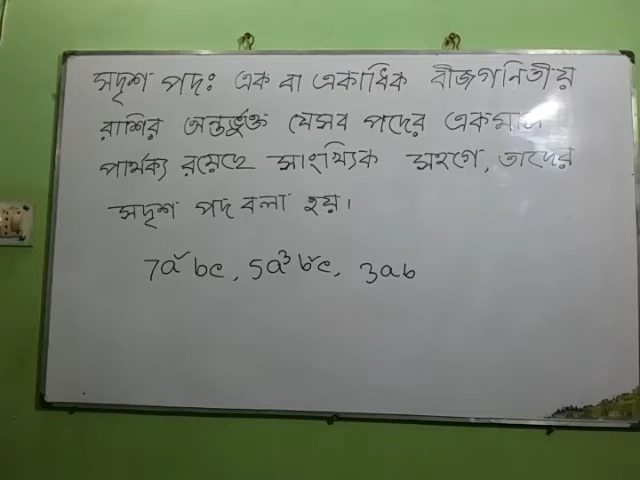 সদৃশ পদঃ এক বা একাধিক বীজগনিতীয়
রাশির অন্তর্ভুক্ত যেসব পদের একমাত্র
পার্থক্য রয়েছে সাংখ্যিক সহগে, তাদের
সদৃশ পদ বলা হয়।
7a²bc, 5a³b²c, 3ab